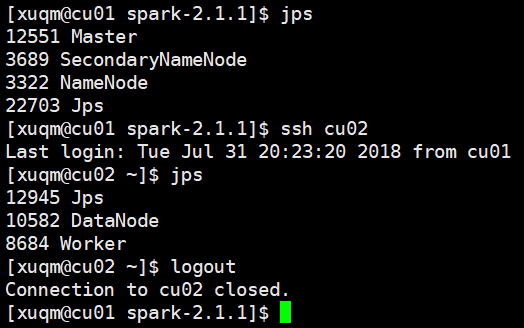 [xuqm@cu01 spark-2.1.1]$ jps
12551 Master
3689 SecondaryNameNode
3322 NameNode
22703 Jps
[xuqm@cu01 spark-2.1.1]$ ssh cu02
Last login: Tue Jul 31 20:23:20 2018 from cu01
[xuqm@cu02 ~]$ jps
12945 Jps
10582 DataNode
8684 Worker
[xuqm@cu02 ~]$ logout
Connection to cu02 closed.
[xuqm@cu01 spark-2.1.1]$